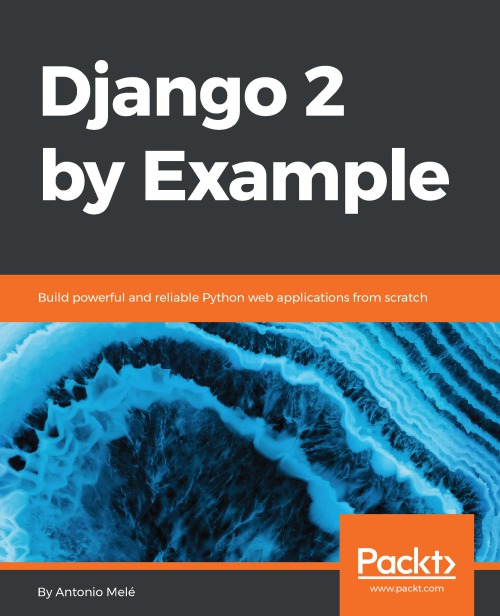 Django 2
by Example
Build powerful and reliable Python web applications from scratch
Packt>
www.packt.com
By Antonio Melé